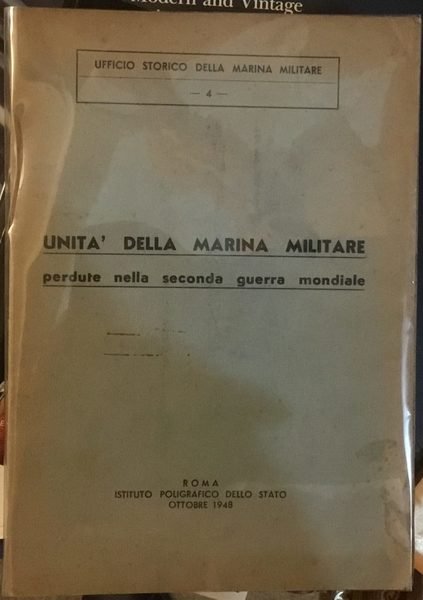 Modern and Vintage
UFFICIO STORICO DELLA MARINA MILITARE
— 4 —
UNITA' DELLA MARINA MILITARE
perdute nella seconda guerra mondiale
ROMA
ISTITUTO POLIGRAFICO DELLO STATO
OTTOBRE 1948